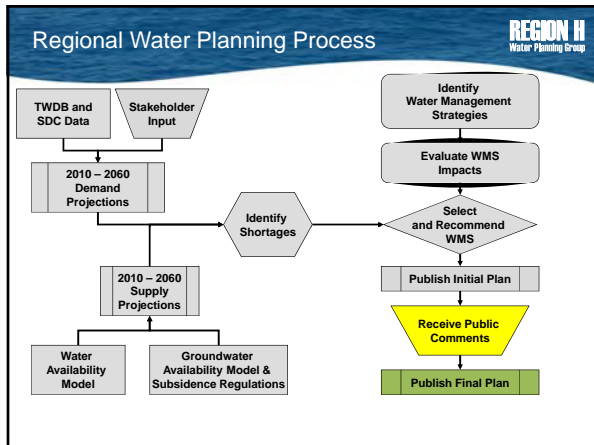 Regional Water Planning Process
REGION H
Water Planning Group
TWDB and
SDC Data
Stakeholder
Input
2010 – 2060
Demand
Projections
Identify
Shortages
2010 – 2060
Supply
Projections
Water
Availability
Model
Groundwater
Availability Model &
Subsidence Regulations
Identify
Water Management
Strategies
Evaluate WMS
Impacts
Select
and Recommend
WMS
Publish Initial Plan
Receive Public
Comments
Publish Final Plan